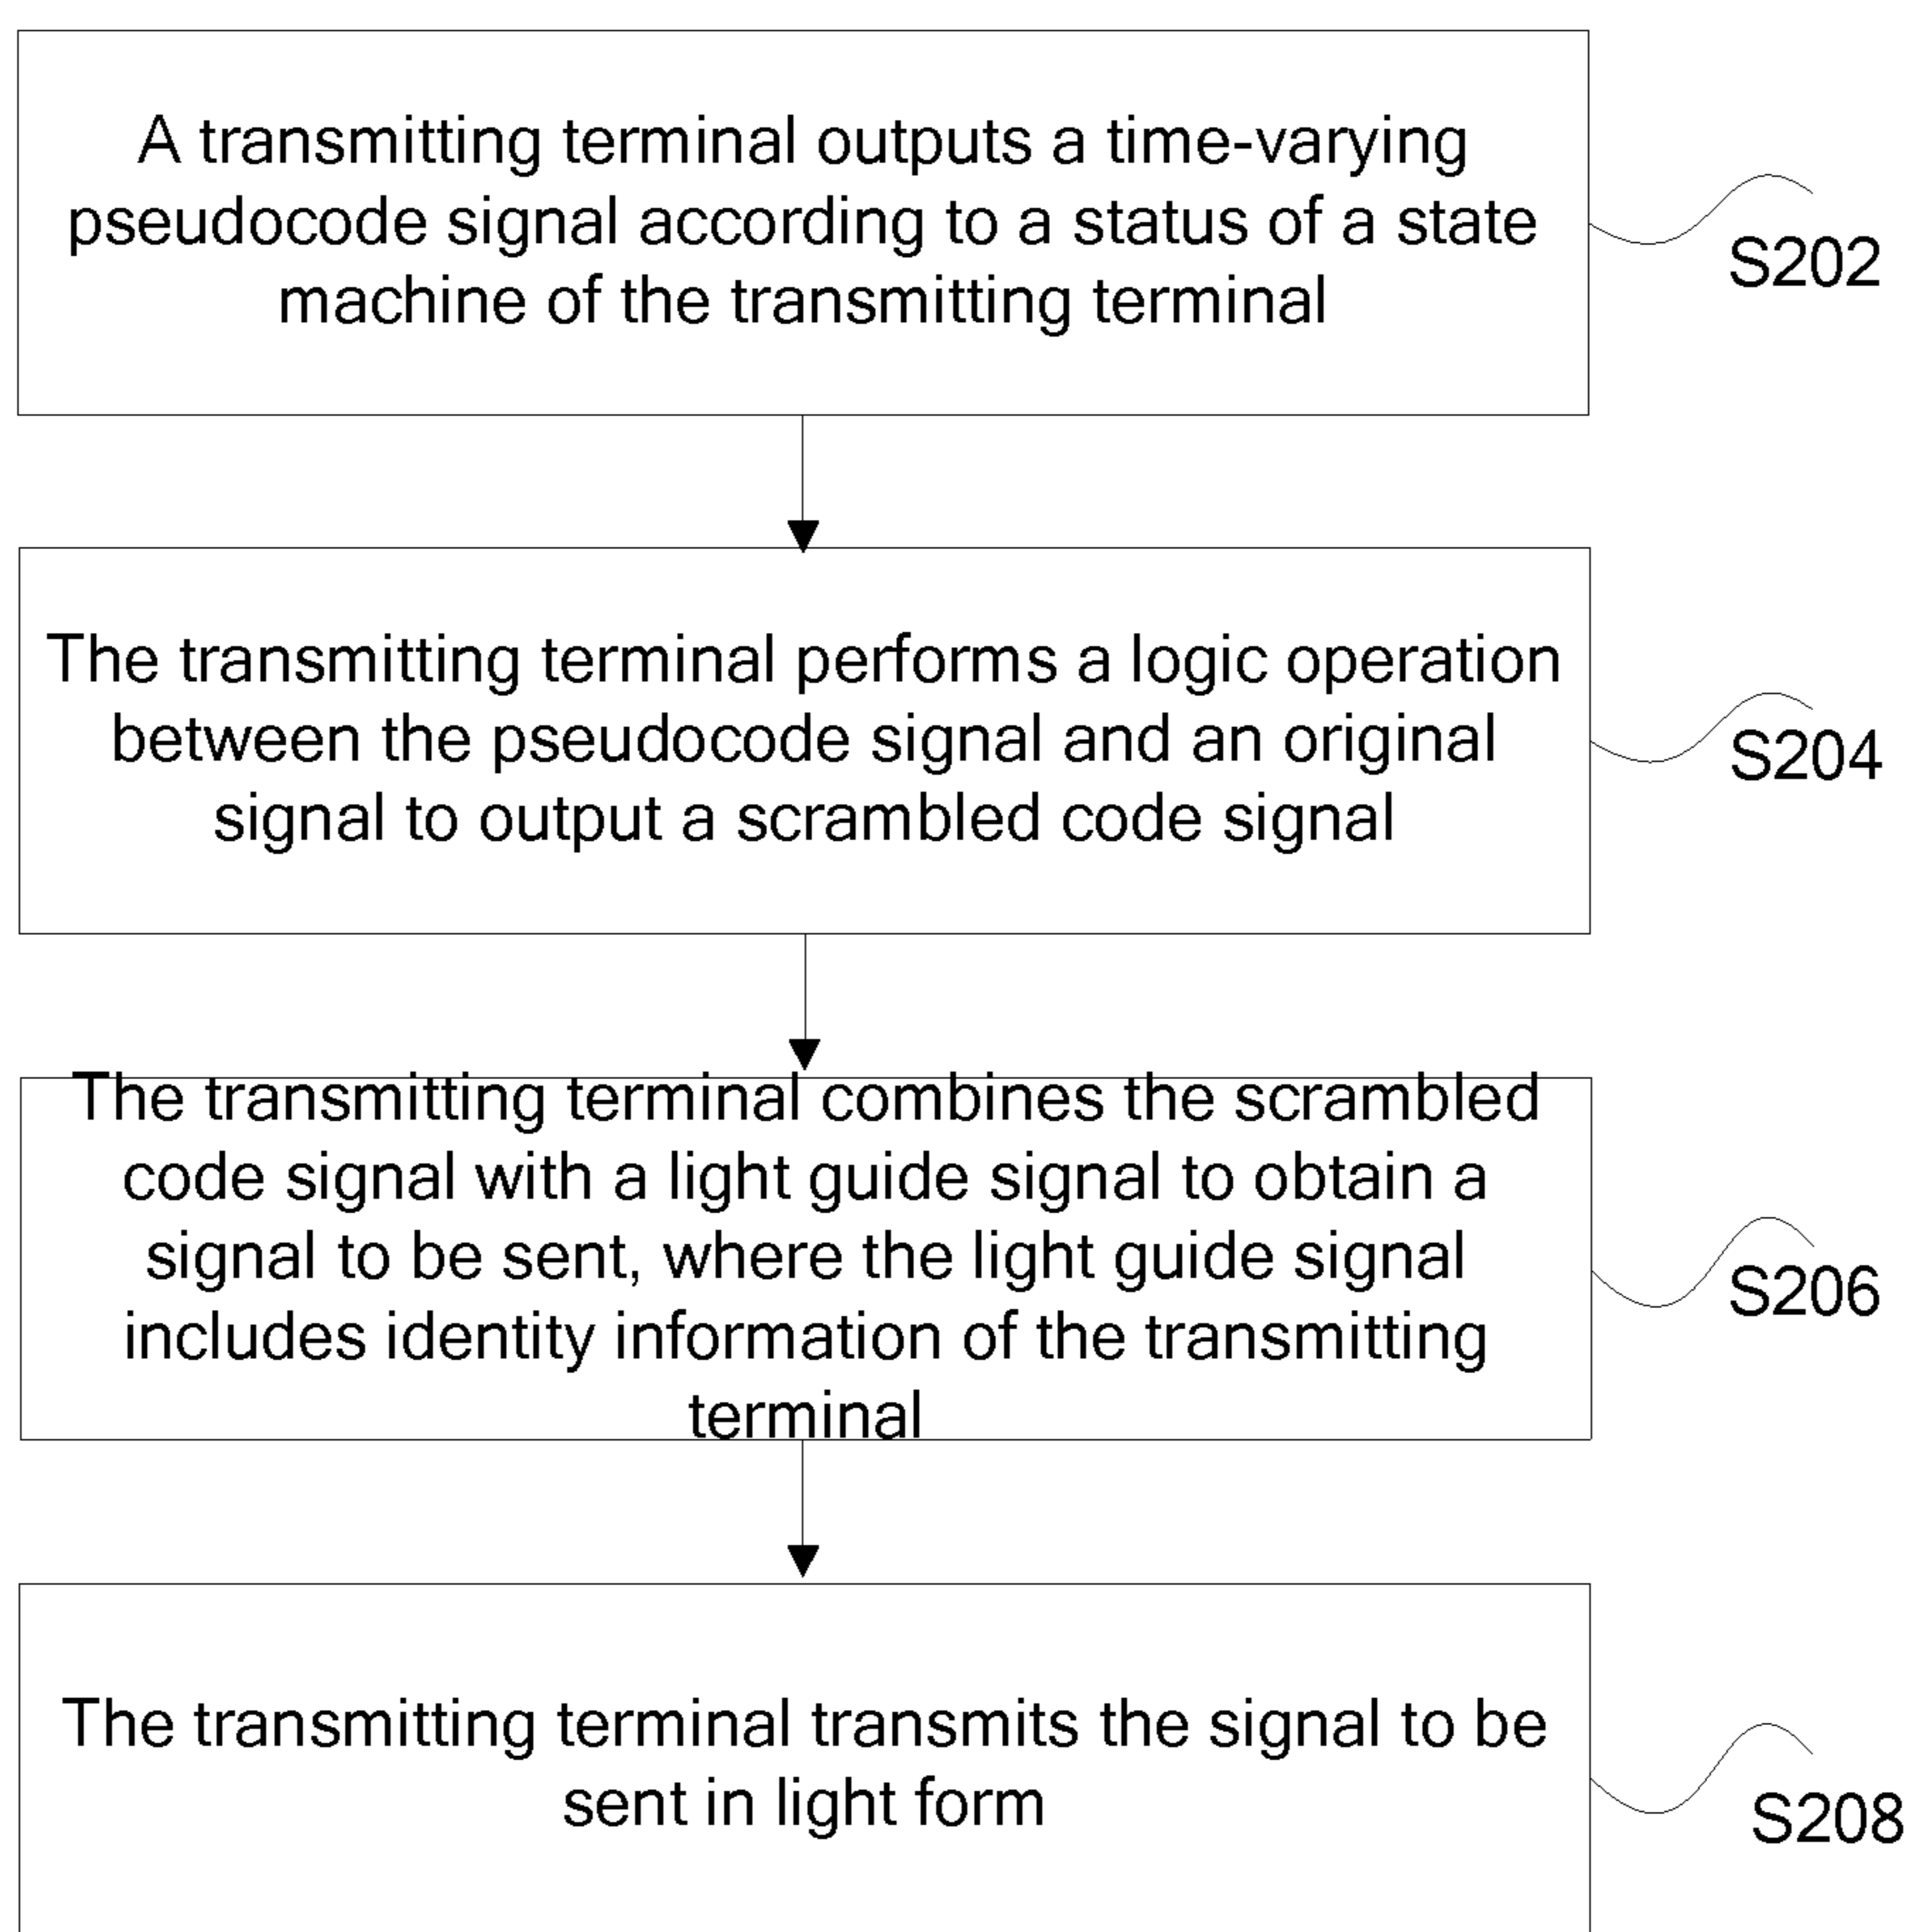 A transmitting terminal outputs a time-varying
pseudocode signal according to a status of a state
machine of the transmitting terminal
S202
The transmitting terminal performs a logic operation
between the pseudocode signal and an original
signal to output a scrambled code signal
S204
The transmitting terminal combines the scrambled
code signal with a light guide signal to obtain a
signal to be sent, where the light guide signal
includes identity information of the transmitting
terminal
S206
The transmitting terminal transmits the signal to be
sent in light form
S208